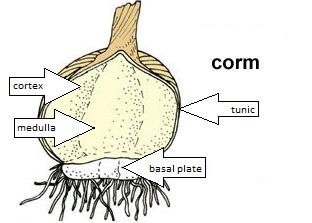 corm
cortex
tunic
medulla
basal plate